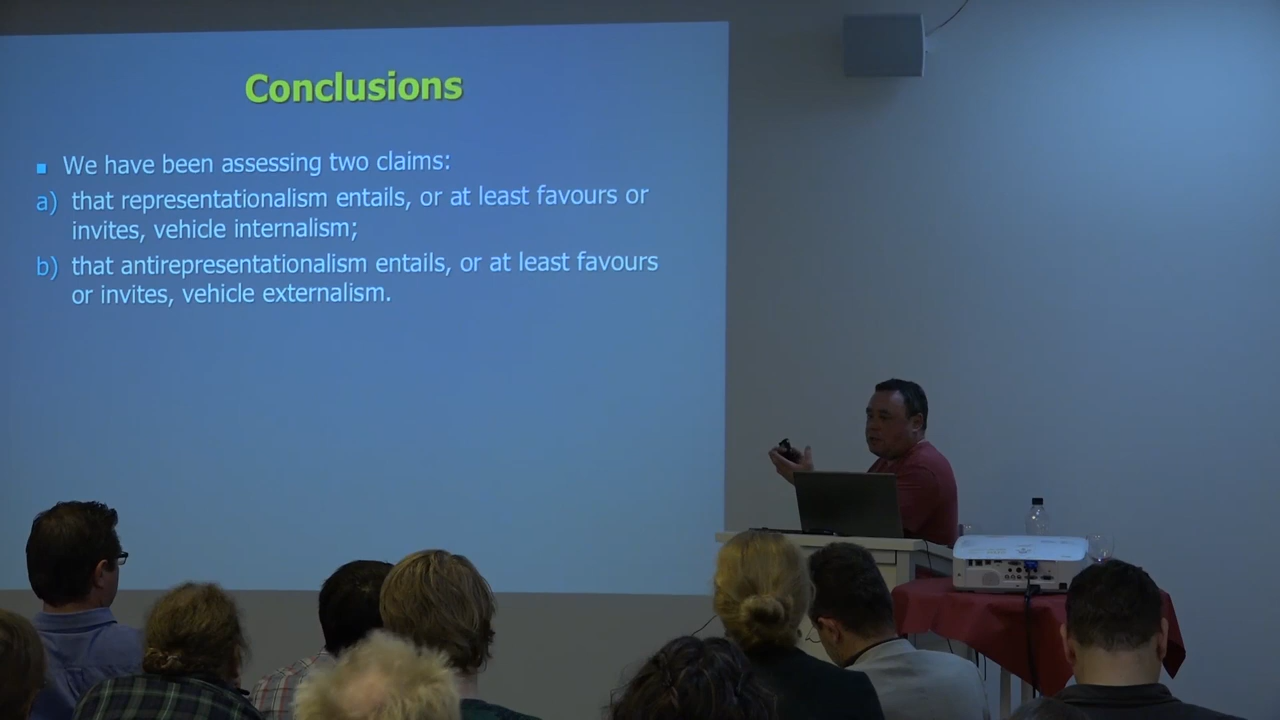 Conclusions
We have been assessing two claims:
a) that representationalism entails, or at least favours or
invites, vehicle internalism;
b) that antirepresentationalism entails, or at least favours
or invites, vehicle externalism.